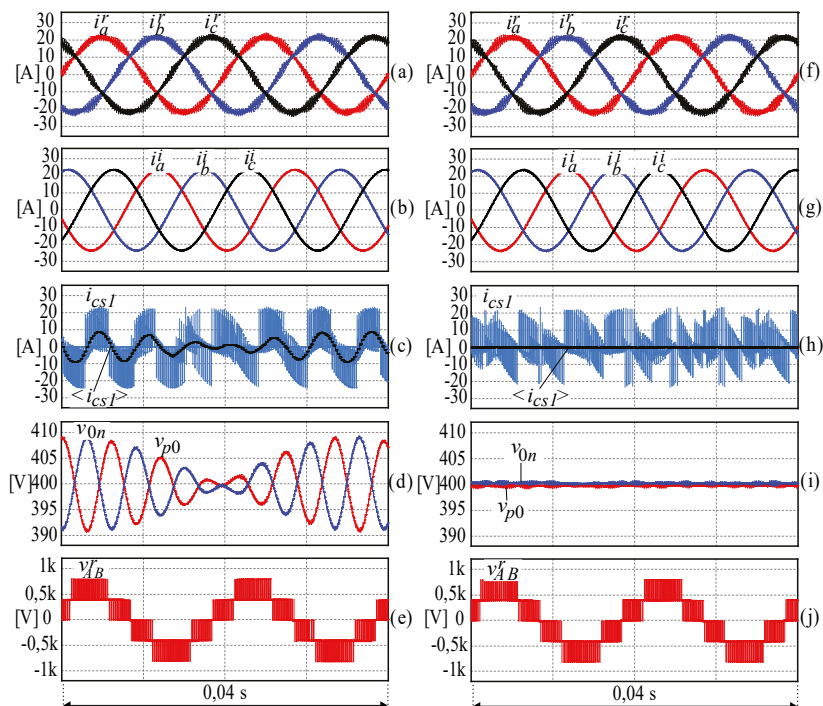 30
20
10
[A] 0
-10
-20
-30
i_a^r i_b^r i_c^r
(a)
30
20
10
[A] 0
-10
-20
-30
i_a^i i_b^i i_c^i
(b)
30
20
10
[A] 0
-10
-20
-30
i_cs1
<i_cs1>
(c)
410
405
[V] 400
395
390
v_0n
v_p0
(d)
1k
0,5k
[V] 0
-0,5k
-1k
v_AB^r
(e)
0,04 s
30
20
10
[A] 0
-10
-20
-30
i_a^r i_b^r i_c^r
(f)
30
20
10
[A] 0
-10
-20
-30
i_a^i i_b^i i_c^i
(g)
30
20
10
[A] 0
-10
-20
-30
i_cs1
<i_cs1>
(h)
410
405
[V] 400
395
390
v_0n
v_p0
(i)
1k
0,5k
[V] 0
-0,5k
-1k
v_AB^r
(j)
0,04 s